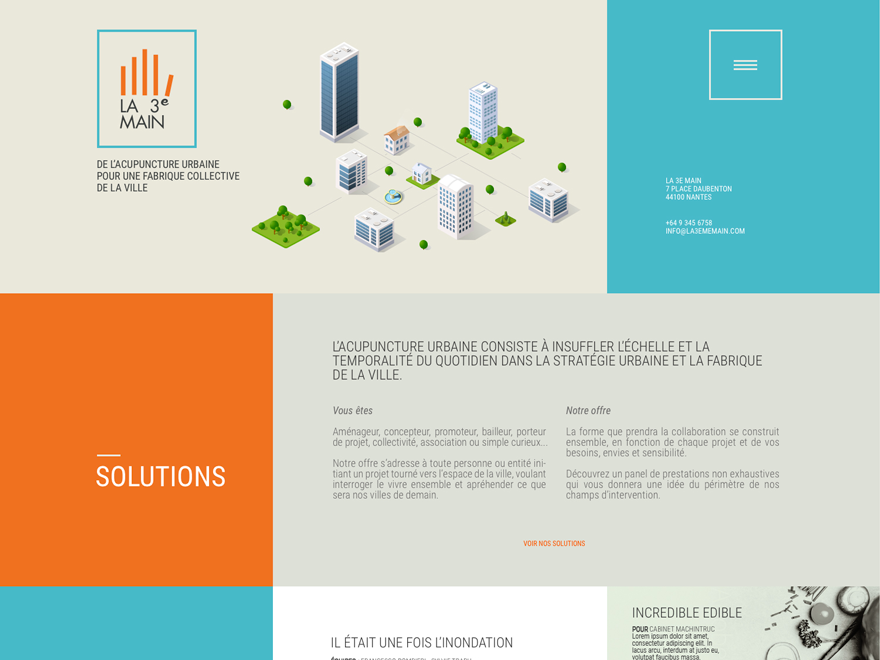 LA 3e
MAIN
DE L'ACUPUNCTURE URBAINE
POUR UNE FABRIQUE COLLECTIVE
DE LA VILLE
LA 3E MAIN
7 PLACE DAUBENTON
44100 NANTES
+64 9 345 6758
INFO@LA3EMEMAIN.COM
SOLUTIONS
L'ACUPUNCTURE URBAINE CONSISTE À INSUFFLER L'ÉCHELLE ET LA
TEMPORALITÉ DU QUOTIDIEN DANS LA STRATÉGIE URBAINE ET LA FABRIQUE
DE LA VILLE.
Vous êtes
Aménageur, concepteur, promoteur, bailleur, porteur
de projet, collectivité, association ou simple curieux...
Notre offre s'adresse à toute personne ou entité ini-
tiant un projet tourné vers l'espace de la ville, voulant
interroger le vivre ensemble et apréhender ce que
sera nos villes de demain.
Notre offre
La forme que prendra la collaboration se construit
ensemble, en fonction de chaque projet et de vos
besoins, envies et sensibilité.
Découvrez un panel de prestations non exhaustives
qui vous donnera une idée du périmètre de nos
champs d'intervention.
VOIR NOS SOLUTIONS
IL ÉTAIT UNE FOIS L'INONDATION
INCREDIBLE EDIBLE
POUR CABINET MACHINTRUC
Lorem ipsum dolor sit amet,
consectetur adipiscing elit. In
lacus arcu, interdum at justo eu,
volutpat faucibus massa.